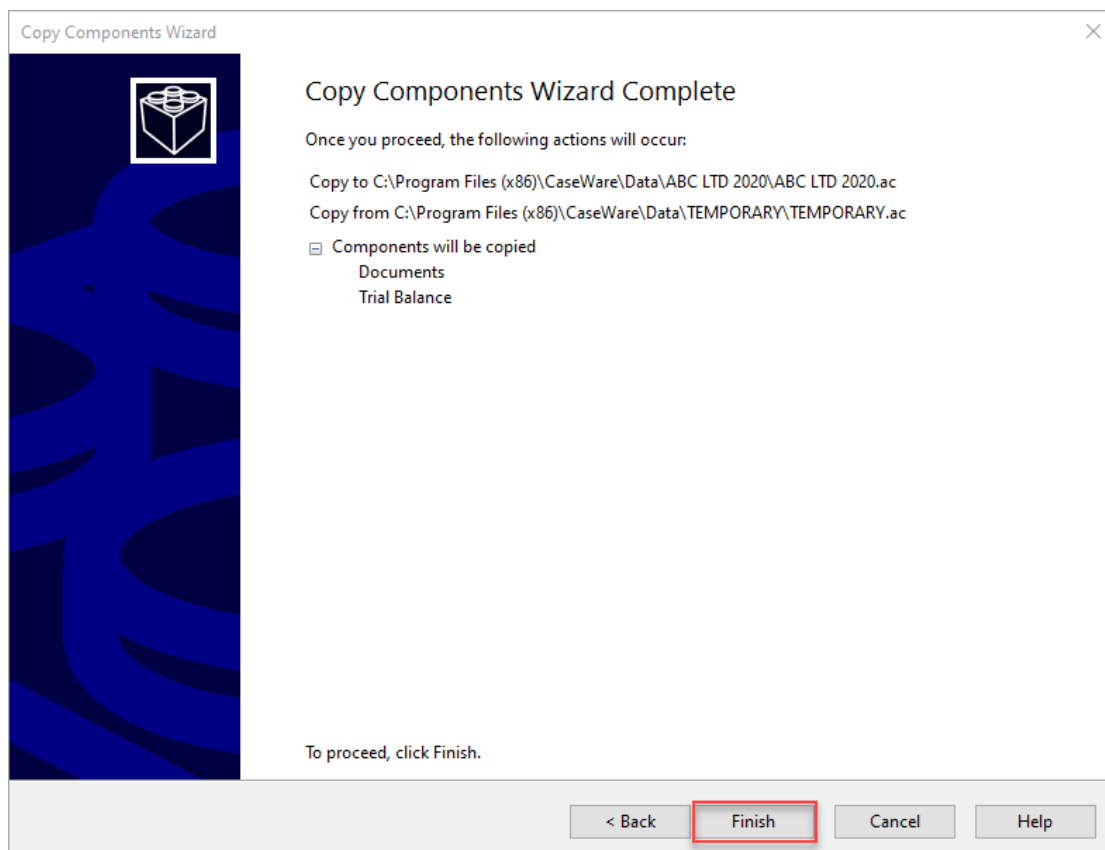 Copy Components Wizard
Copy Components Wizard Complete
Once you proceed, the following actions will occur:
Copy to C:\Program Files (x86)\CaseWare\Data\ABC LTD 2020\ABC LTD 2020.ac
Copy from C:\Program Files (x86)\CaseWare\Data\TEMPORARY\TEMPORARY.ac
Components will be copied
Documents
Trial Balance
To proceed, click Finish.
< Back Finish Cancel Help